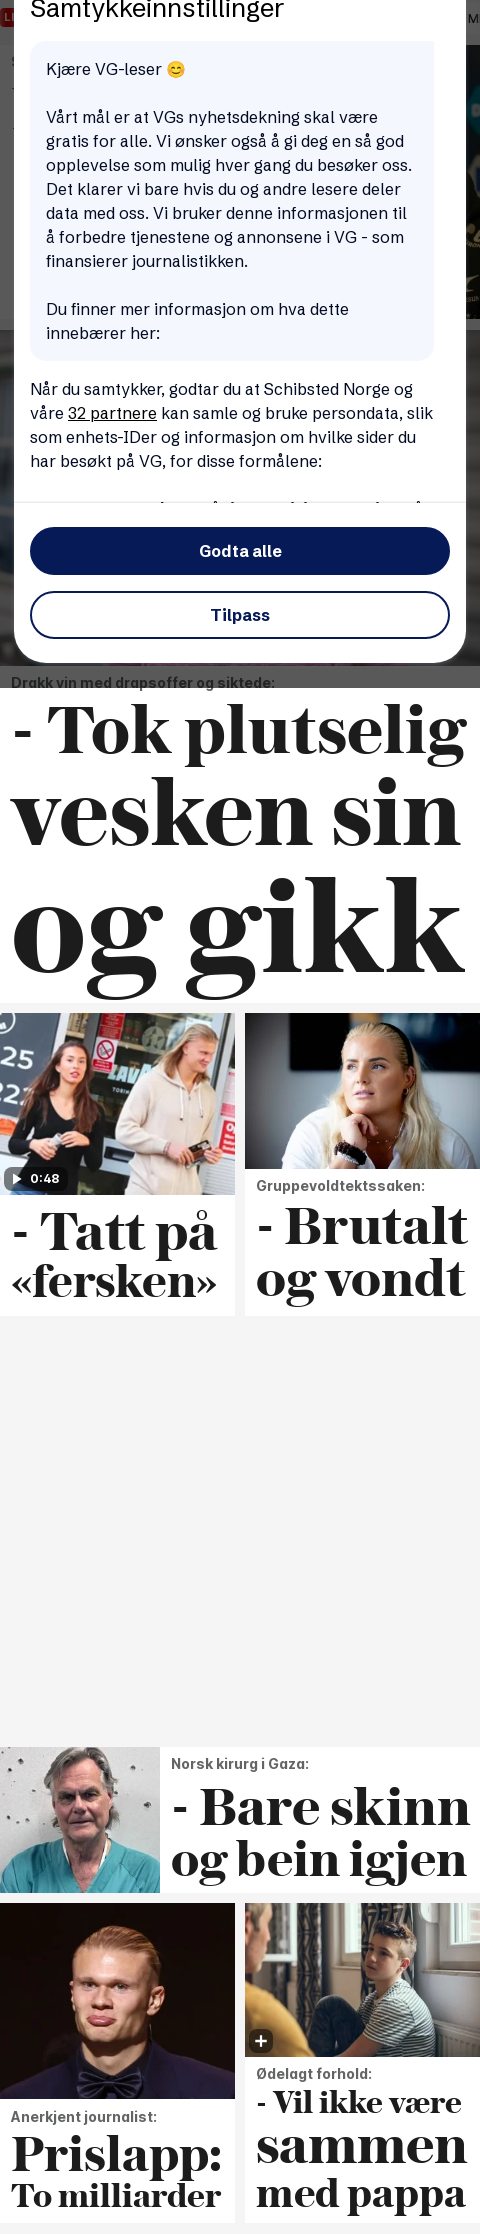 Samtykkeinnstillinger
Kjære VG-leser 😊
Vårt mål er at VGs nyhetsdekning skal være
gratis for alle. Vi ønsker også å gi deg en så god
opplevelse som mulig hver gang du besøker oss.
Det klarer vi bare hvis du og andre lesere deler
data med oss. Vi bruker denne informasjonen til
å forbedre tjenestene og annonsene i VG - som
finansierer journalistikken.
Du finner mer informasjon om hva dette
innebærer her:
Når du samtykker, godtar du at Schibsted Norge og
våre 32 partnere kan samle og bruke persondata, slik
som enhets-IDer og informasjon om hvilke sider du
har besøkt på VG, for disse formålene:
Godta alle
Tilpass
Drakk vin med drapsoffer og siktede:
- Tok plutselig
vesken sin
og gikk
0:48
- Tatt på
«fersken»
Gruppevoldtektssaken:
- Brutalt
og vondt
Norsk kirurg i Gaza:
- Bare skinn
og bein igjen
Anerkjent journalist:
Prislapp:
To milliarder
Ødelagt forhold:
- Vil ikke være
sammen
med pappa